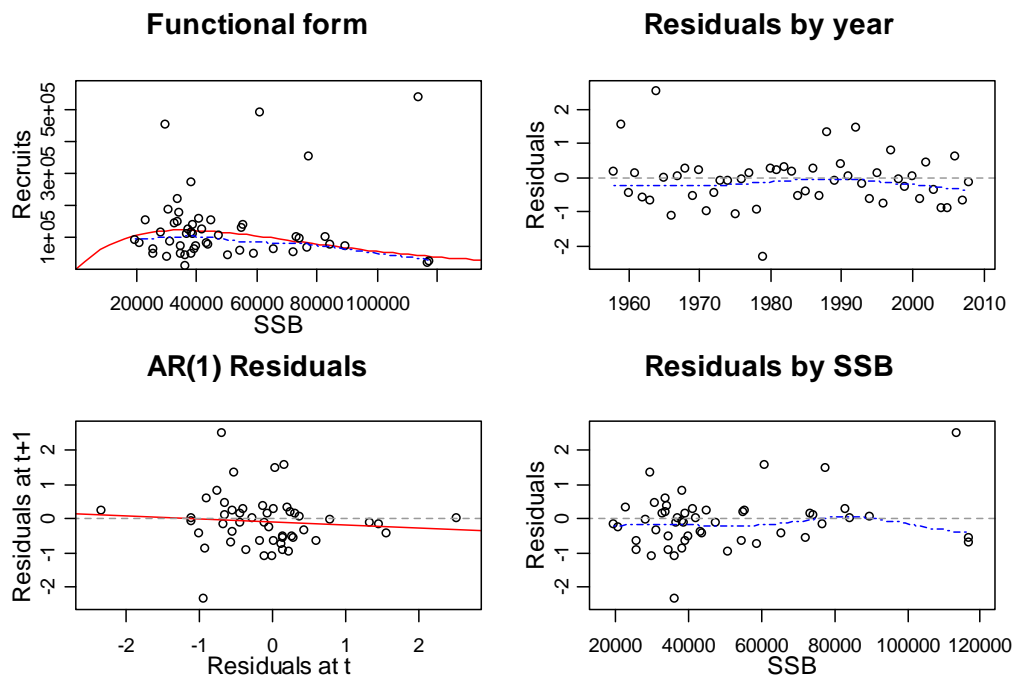 Functional form
Recruits
1e+05 3e+05 5e+05
20000 40000 60000 80000 100000
SSB
Residuals by year
Residuals
-2 -1 0 1 2
1960 1970 1980 1990 2000 2010
AR(1) Residuals
Residuals at t+1
-2 -1 0 1 2
-2 -1 0 1 2
Residuals at t
Residuals by SSB
Residuals
-2 -1 0 1 2
20000 40000 60000 80000 100000 120000
SSB